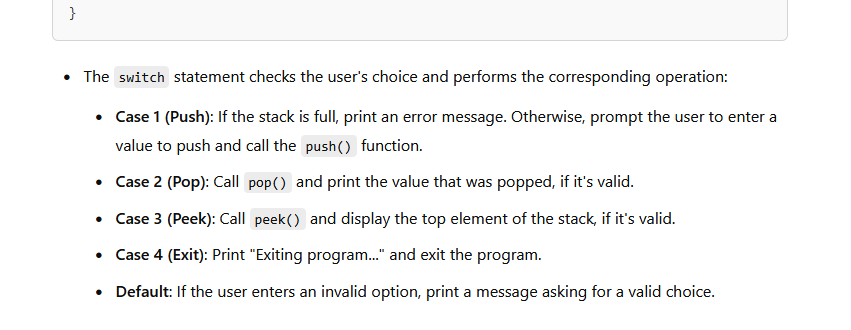 }
• The switch statement checks the user's choice and performs the corresponding operation:
• Case 1 (Push): If the stack is full, print an error message. Otherwise, prompt the user to enter a
value to push and call the push() function.
• Case 2 (Pop): Call pop() and print the value that was popped, if it's valid.
• Case 3 (Peek): Call peek() and display the top element of the stack, if it's valid.
• Case 4 (Exit): Print "Exiting program..." and exit the program.
• Default: If the user enters an invalid option, print a message asking for a valid choice.